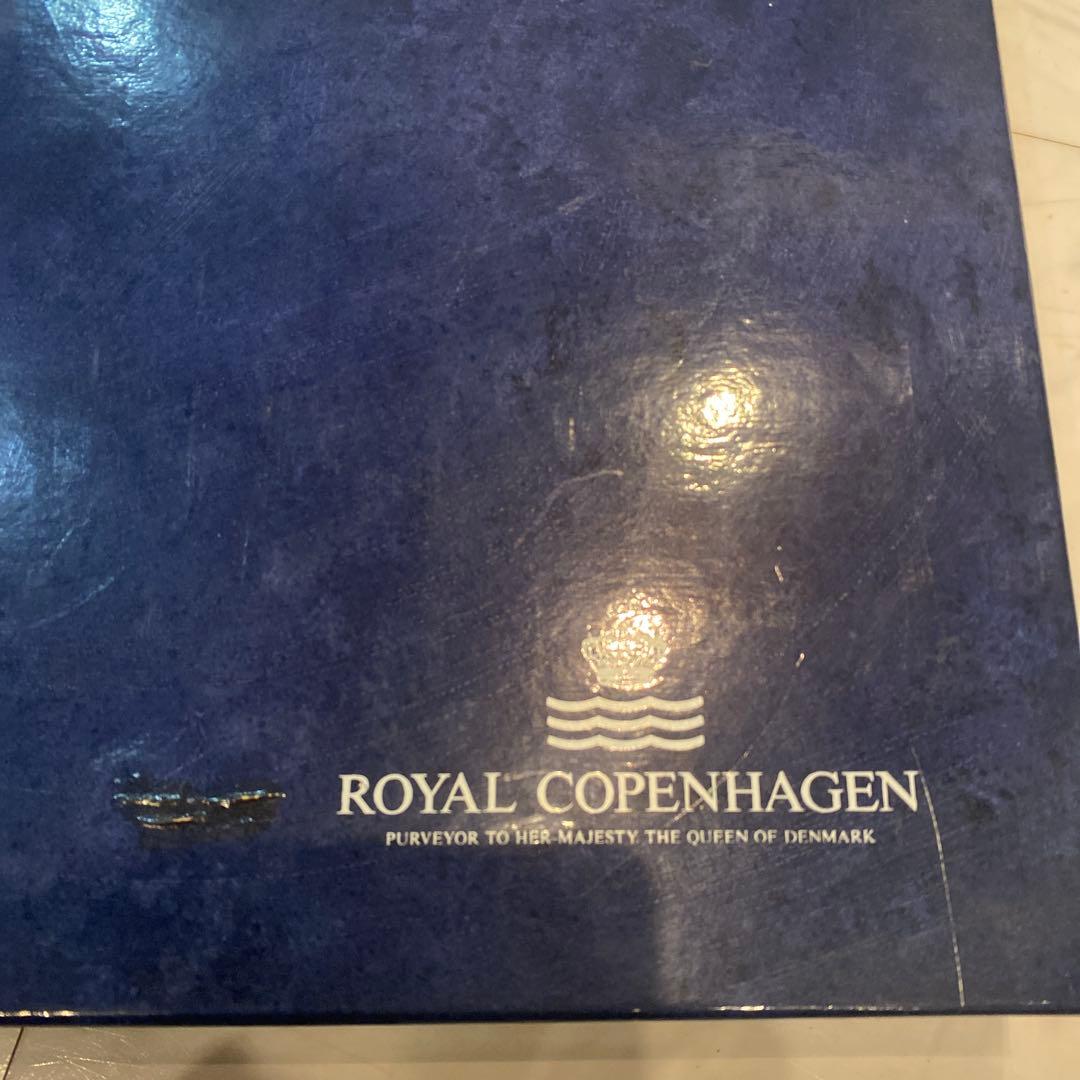 ROYAL COPENHAGEN
PURVEYOR TO HER MAJESTY THE QUEEN OF DENMARK